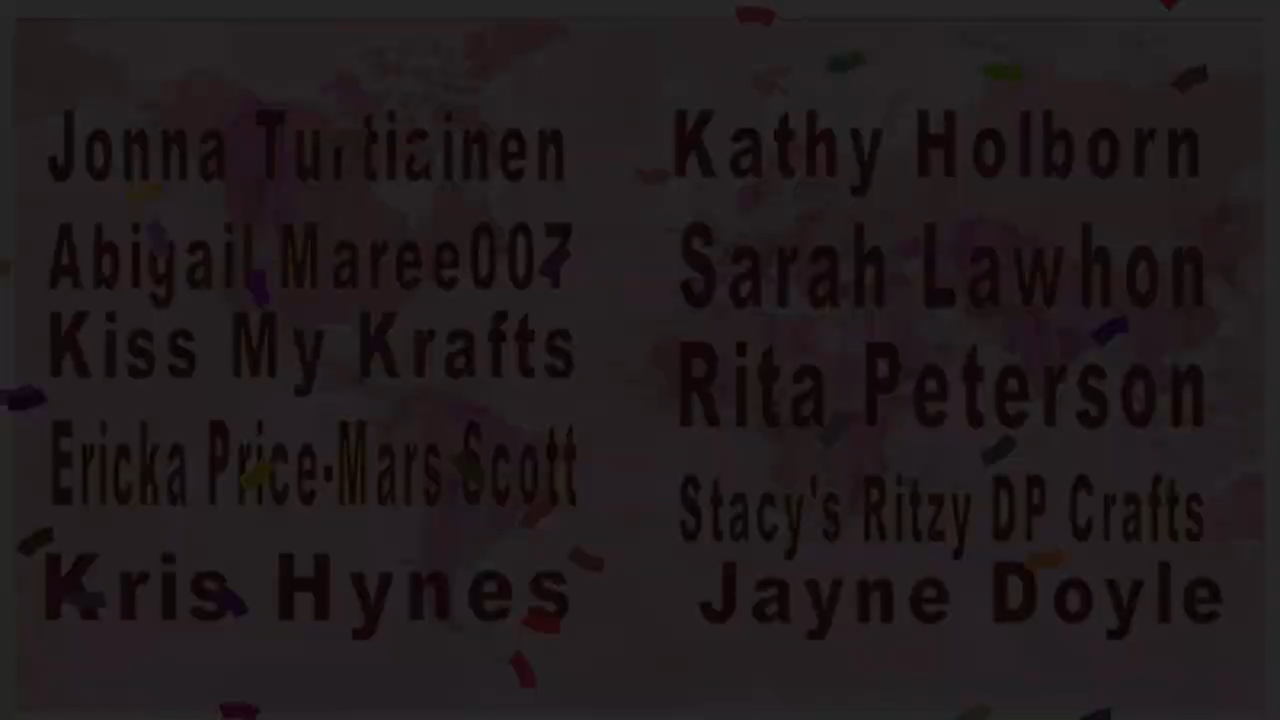 Jonna Turtiainen
Abigail Maree007
Kiss My Krafts
Ericka Price-Mars Scott
Kris Hynes
Kathy Holborn
Sarah Lawhon
Rita Peterson
Stacy's Ritzy DP Crafts
Jayne Doyle